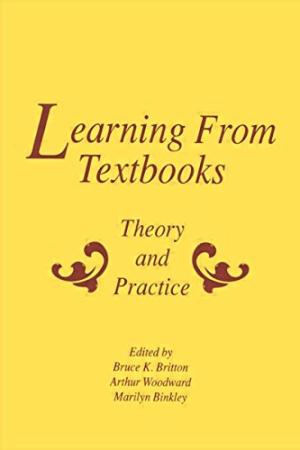 Learning From
Textbooks
Theory
and
Practice
Edited by
Bruce K. Britton
Arthur Woodward
Marilyn Binkley